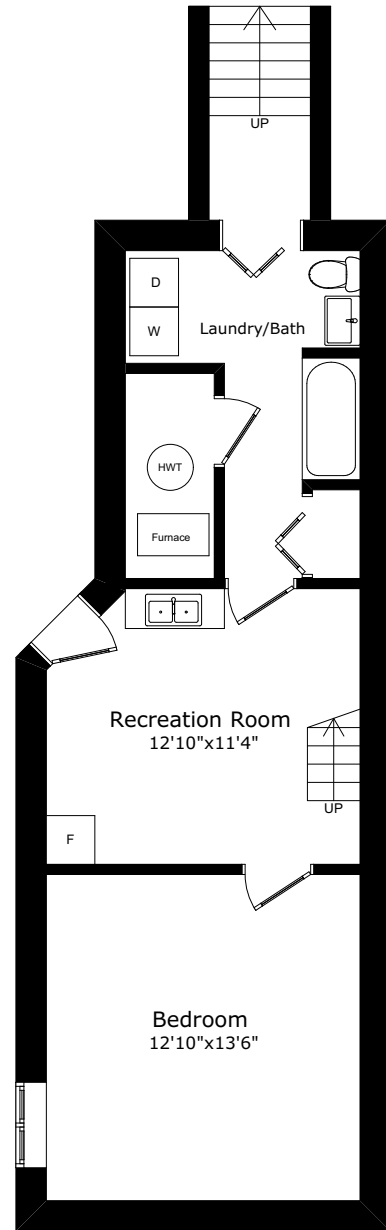 UP
D
W
Laundry/Bath
HWT
Furnace
Recreation Room
12'10"x11'4"
UP
F
Bedroom
12'10"x13'6"